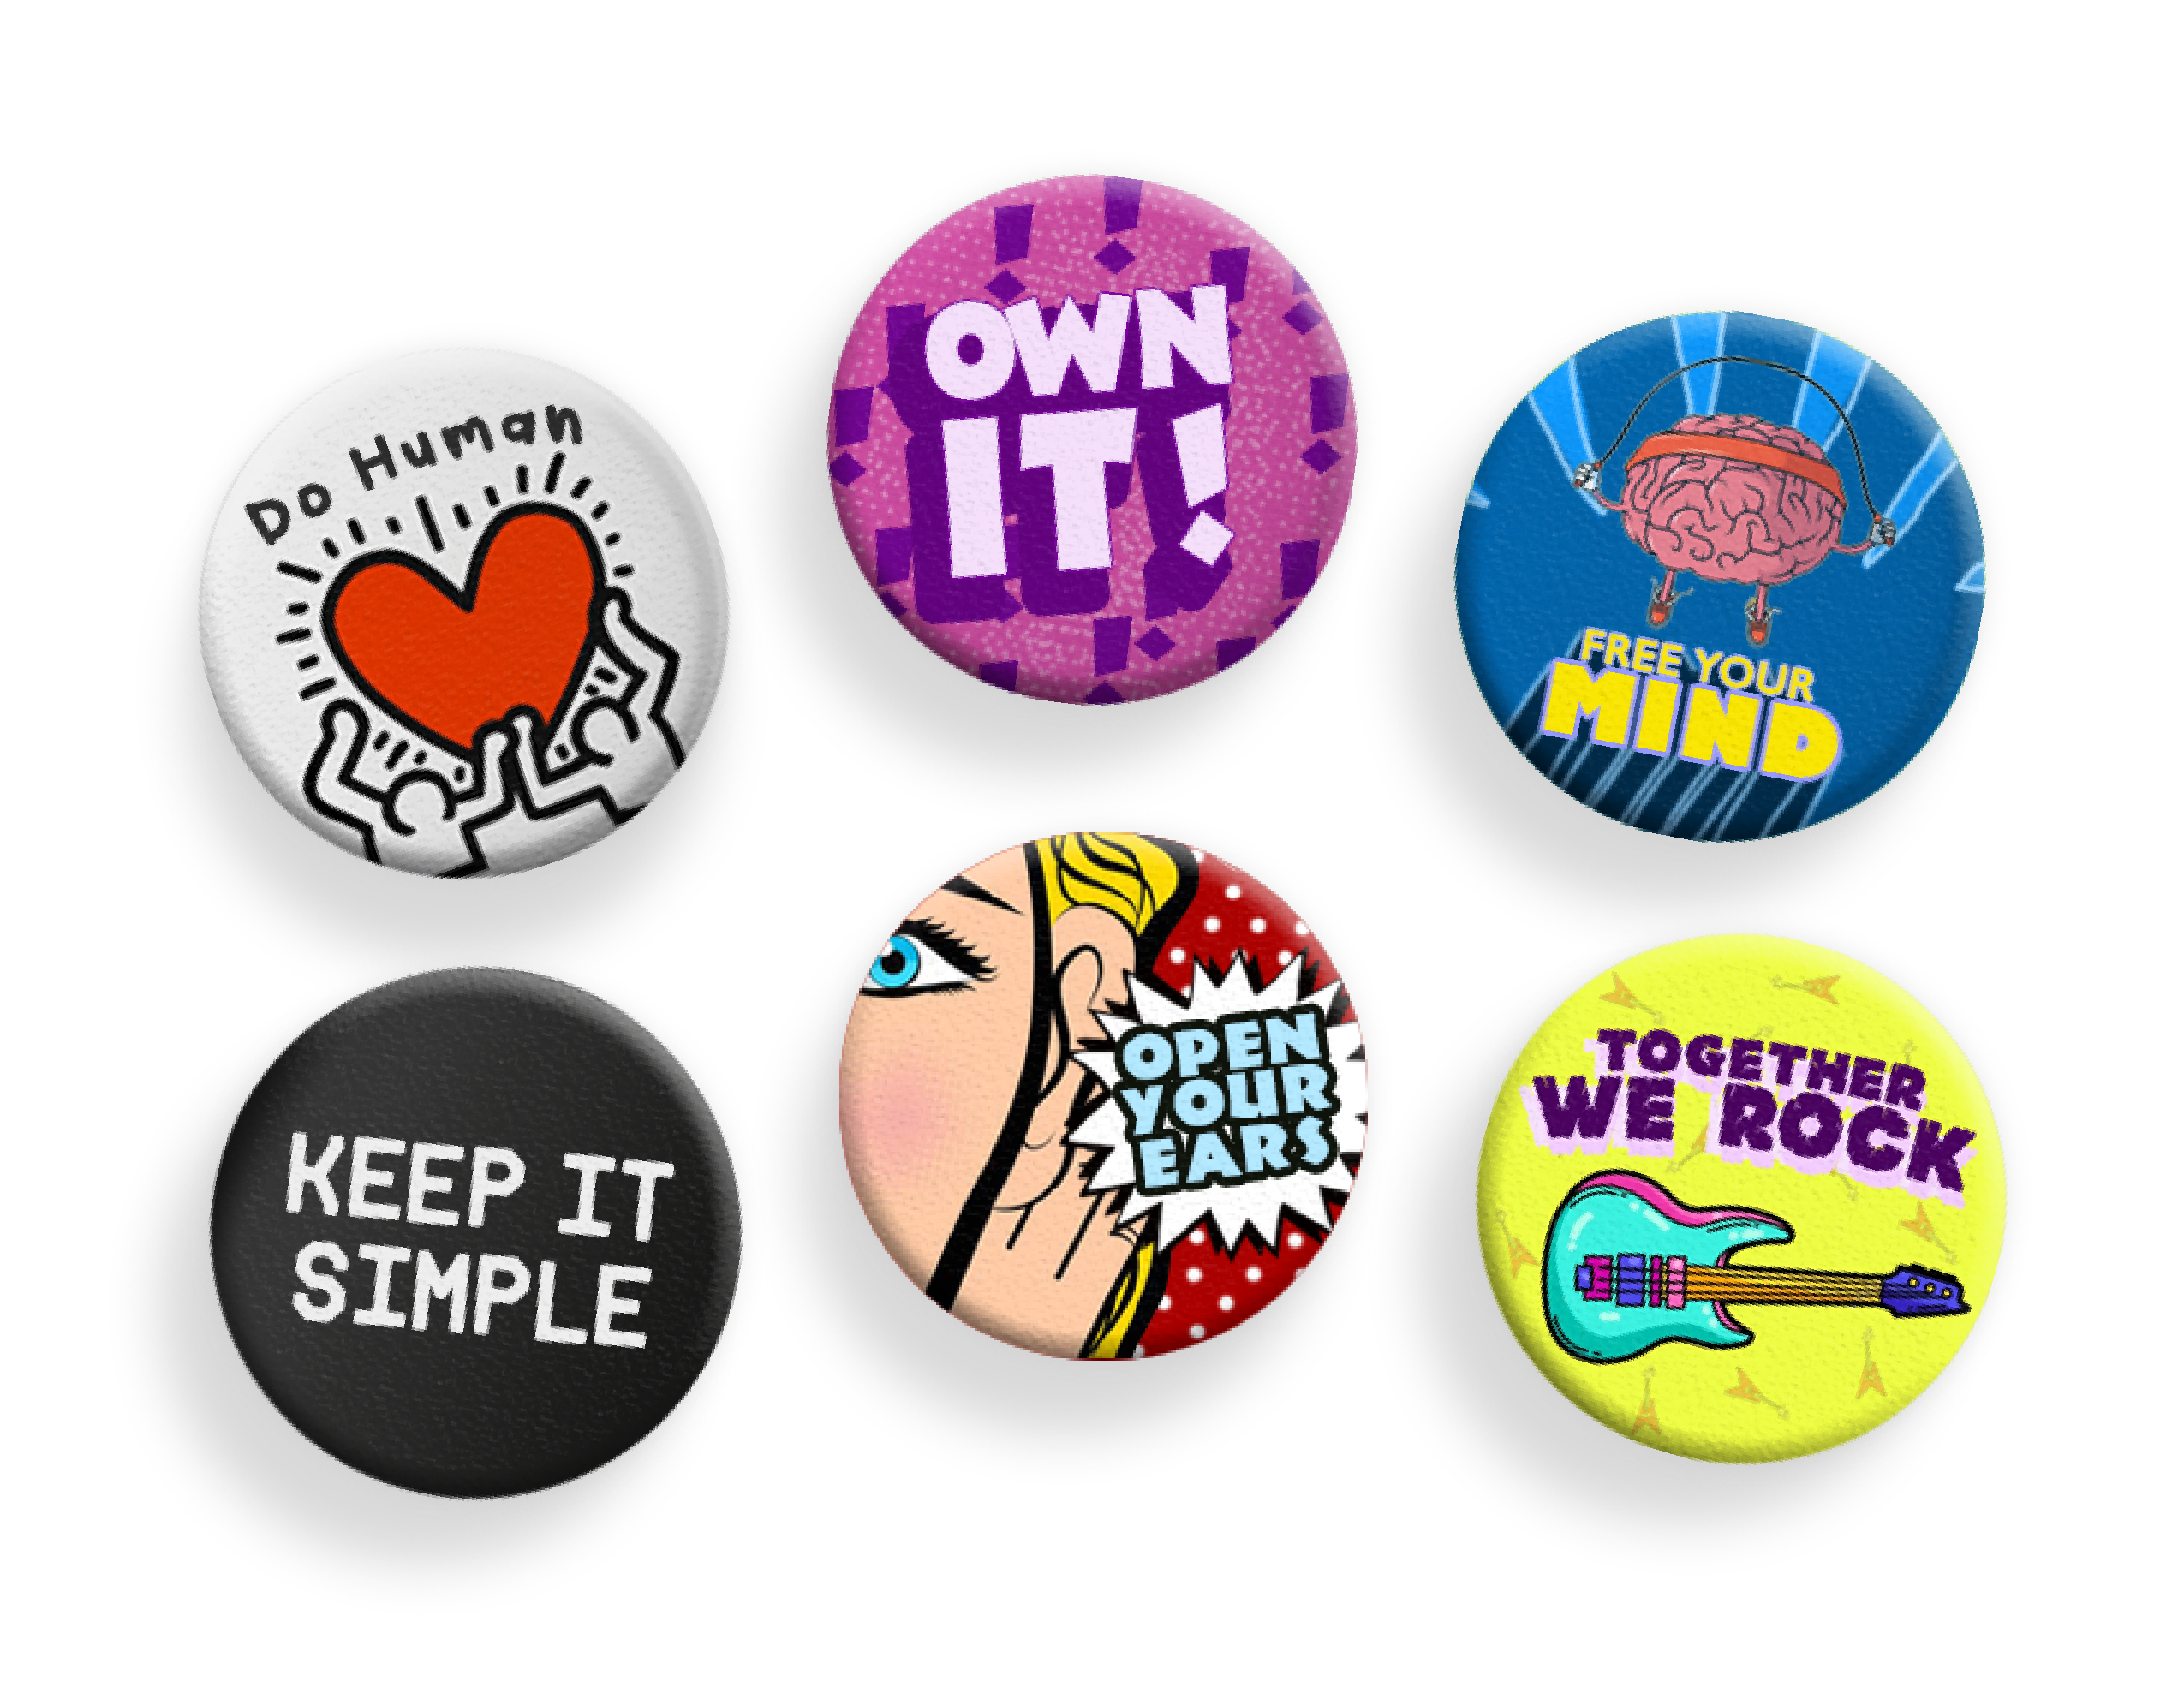 Do Human
OWN
IT!
FREE YOUR
MIND
KEEP IT
SIMPLE
OPEN
YOUR
EARS
TOGETHER
WE ROCK